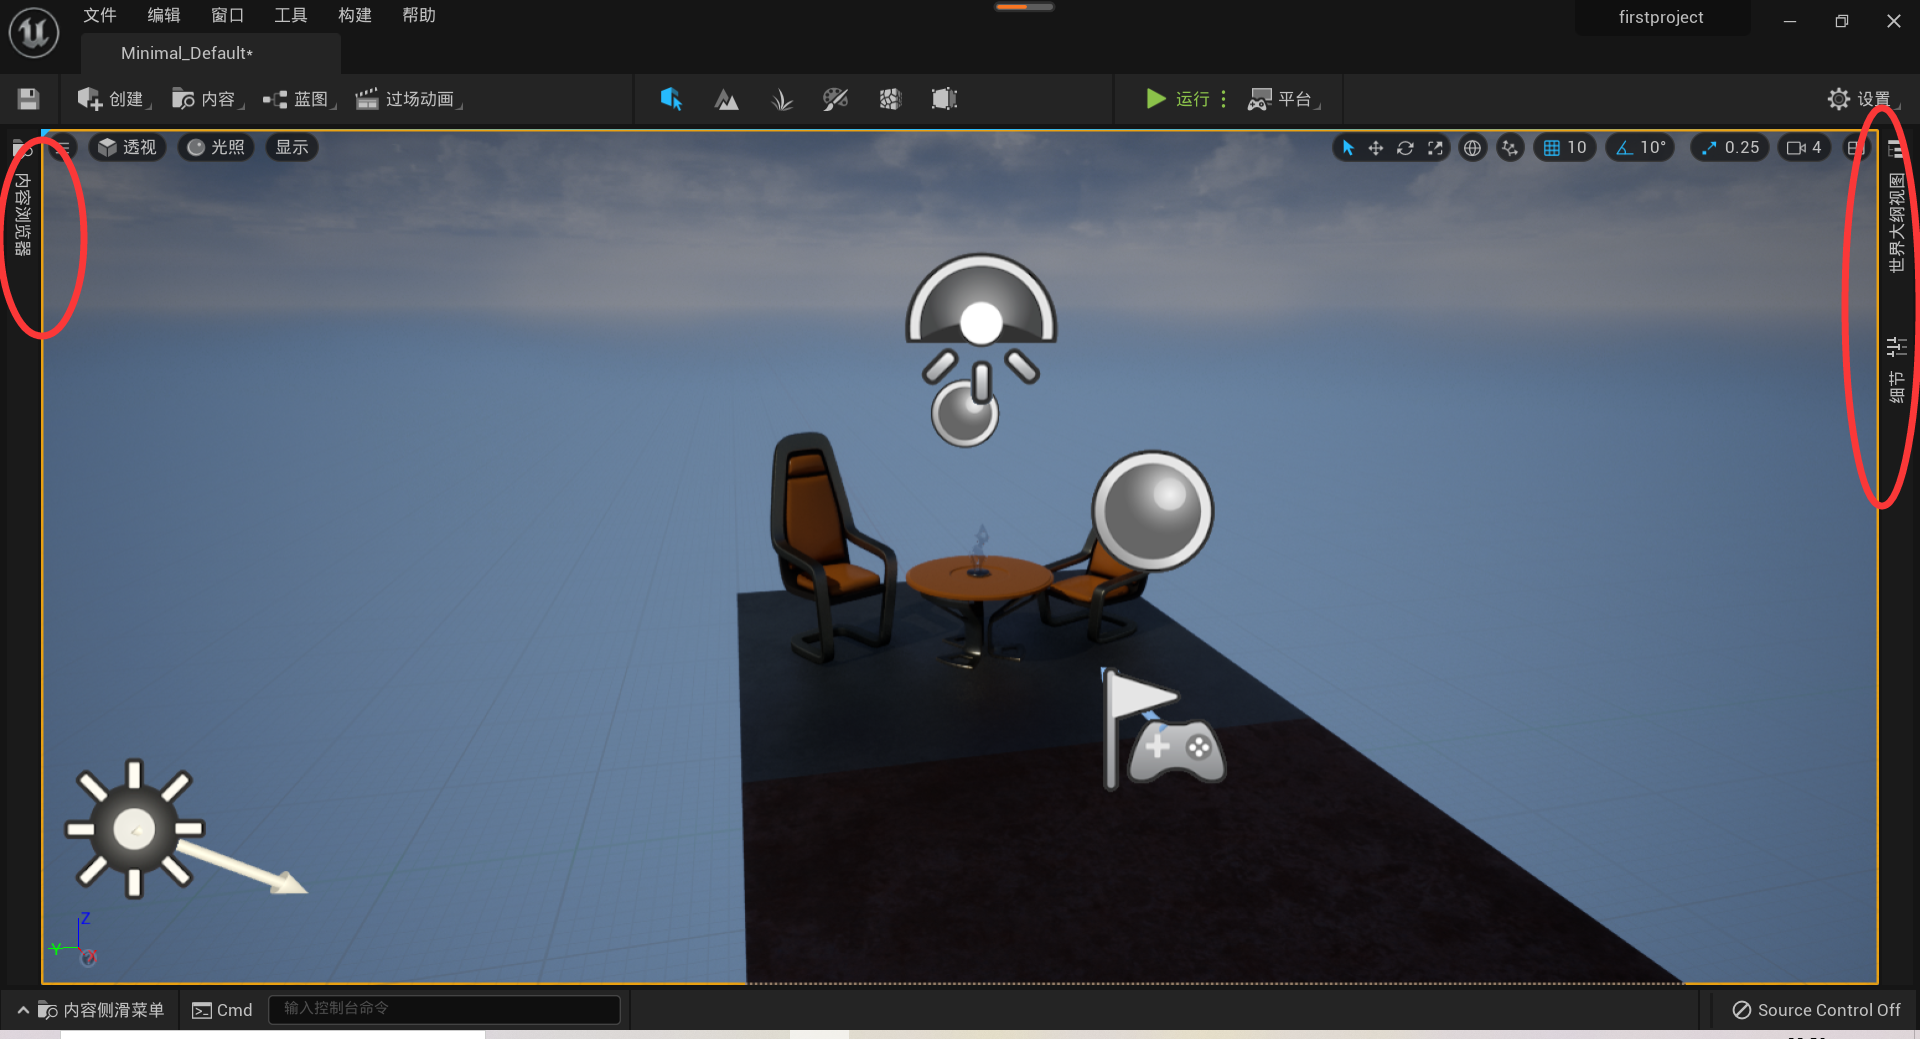 文件 编辑 窗口 工具 构建 帮助
firstproject
Minimal_Default*
创建 内容 蓝图 过场动画 运行 平台 设置
透视 光照 显示 10 10° 0.25 4
内容浏览器
世界大纲视图
细节
Z
Y
内容侧滑菜单 Cmd 输入控制台命令 Source Control Off